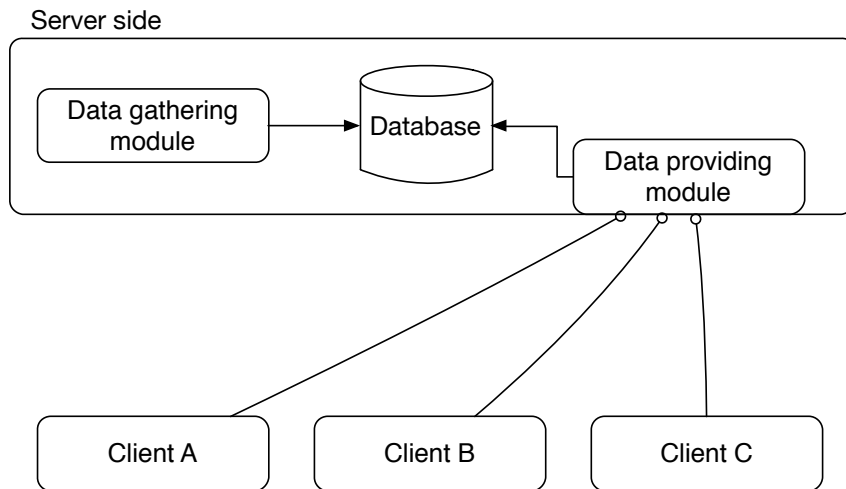 Server side
Data gathering
module
Database
Data providing
module
Client A
Client B
Client C